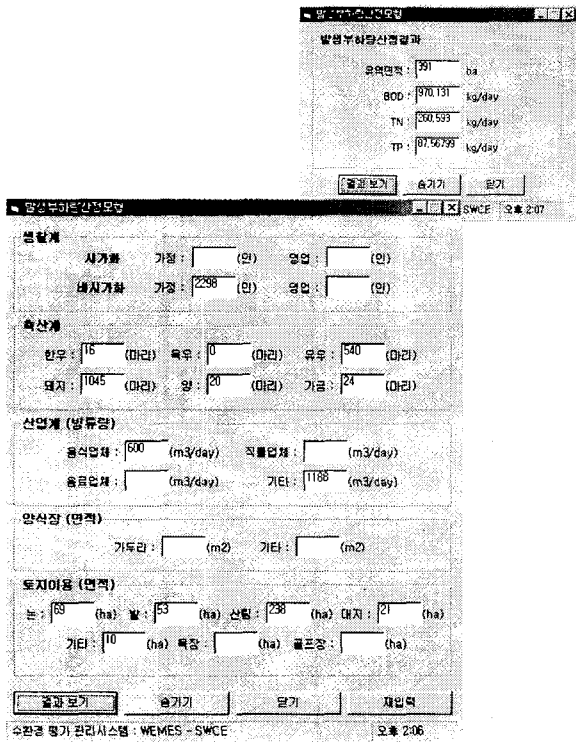 발생부하량산정모형
발생부하량산정결과
유역면적 : 391 ha
BOD : 970,131 kg/day
TN : 260,593 kg/day
TP : 87,56799 kg/day
결과 보기 숨기기 닫기
SWCE 오후 2:07
발생부하량산정모형
생활계
시가화 가정 : (인) 영업 : (인)
비시가화 가정 : 2298 (인) 영업 : (인)
축산계
한우 : 16 (마리) 육우 : 0 (마리) 유우 : 540 (마리)
돼지 : 1045 (마리) 양 : 20 (마리) 가금 : 24 (마리)
산업계 (방류량)
음식업체 : 600 (m3/day) 직물업체 : (m3/day)
음료업체 : (m3/day) 기타 : 1188 (m3/day)
양식장 (면적)
가두리 : (m2) 기타 : (m2)
토지이용 (면적)
논 : 69 (ha) 밭 : 53 (ha) 산림 : 238 (ha) 대지 : 21 (ha)
기타 : 10 (ha) 목장 : (ha) 골프장 : (ha)
결과 보기 숨기기 닫기 재입력
수환경 평가 관리시스템 : WEMES - SWCE 오후 2:06